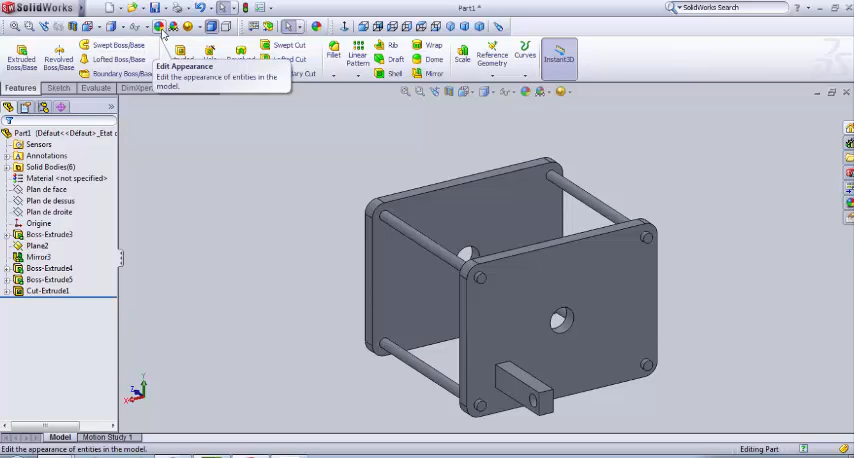 SolidWorks
Part1 *
SolidWorks Search
Extruded
Boss/Base
Revolved
Boss/Base
Swept Boss/Base
Lofted Boss/Base
Boundary Boss/Base
Swept Cut
Fillet
Linear
Pattern
Rib
Draft
Shell
Wrap
Dome
Mirror
Scale
Reference
Geometry
Curves
Instant3D
Edit Appearance
Edit the appearance of entities in the
model.
Features
Sketch
Evaluate
Part1 (Défaut<<Défaut>_Etat
Sensors
Annotations
Solid Bodies(6)
Material <not specified>
Plan de face
Plan de dessus
Plan de droite
Origine
Boss-Extrude3
Plane2
Mirror3
Boss-Extrude4
Boss-Extrude5
Cut-Extrude1
Y
X
Z
Model
Motion Study 1
Edit the appearance of entities in the model.
Editing Part